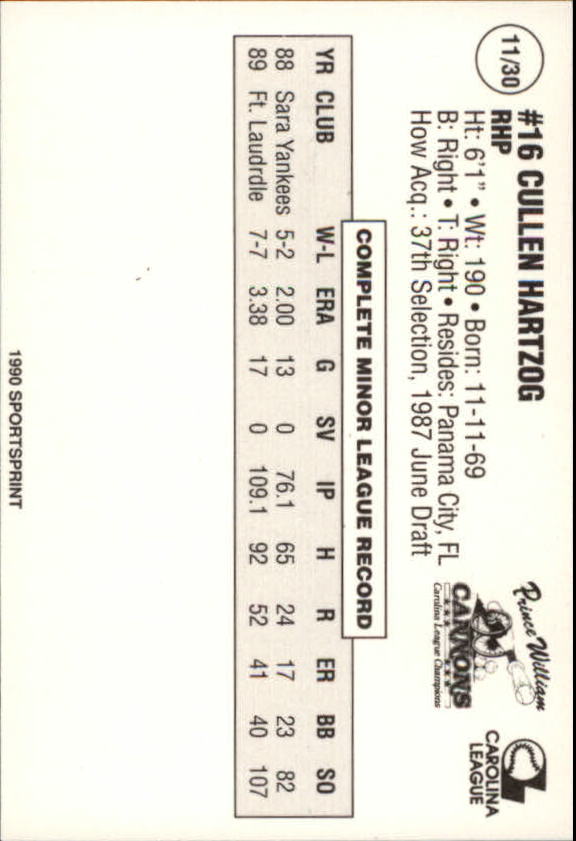 11/30
#16 CULLEN HARTZOG
RHP
Ht: 6'1" • Wt: 190 • Born: 11-11-69
B: Right • T: Right • Resides: Panama City, FL
How Acq.: 37th Selection, 1987 June Draft
Prince William
CANNONS
Carolina League Champions
CAROLINA
LEAGUE
COMPLETE MINOR LEAGUE RECORD
YR CLUB W-L ERA G SV IP H R ER BB SO
88 Sara Yankees 5-2 2.00 13 0 76.1 65 24 17 23 82
89 Ft. Laudrdle 7-7 3.38 17 0 109.1 92 52 41 40 107
1990 SPORTSPRINT